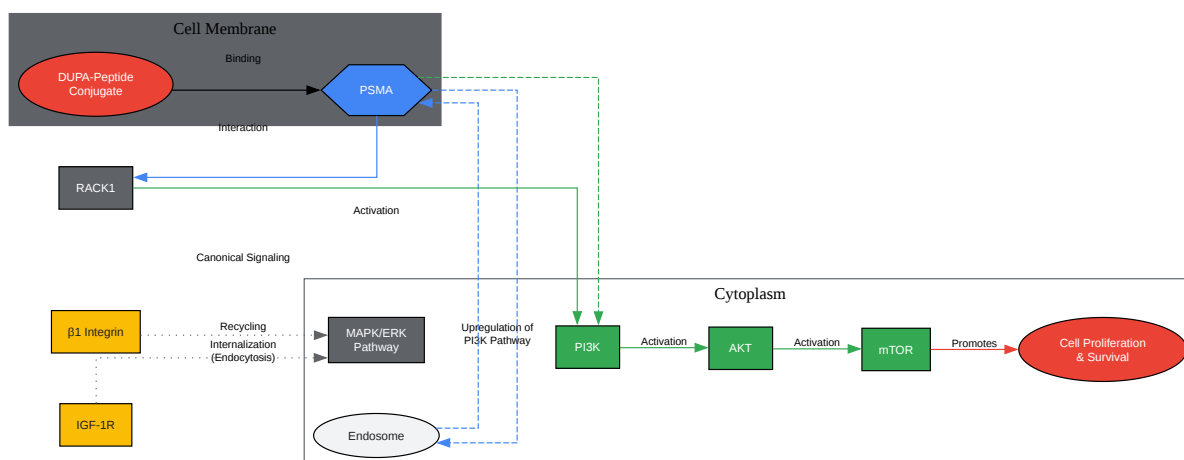 Cell Membrane
DUPA-Peptide
Conjugate
Binding
PSMA
Interaction
RACK1
Activation
Canonical Signaling
Cytoplasm
β1 Integrin
Recycling
Internalization
(Endocytosis)
MAPK/ERK
Pathway
Upregulation of
PI3K Pathway
PI3K
Activation
AKT
Activation
mTOR
Promotes
Cell Proliferation
& Survival
IGF-1R
Endosome